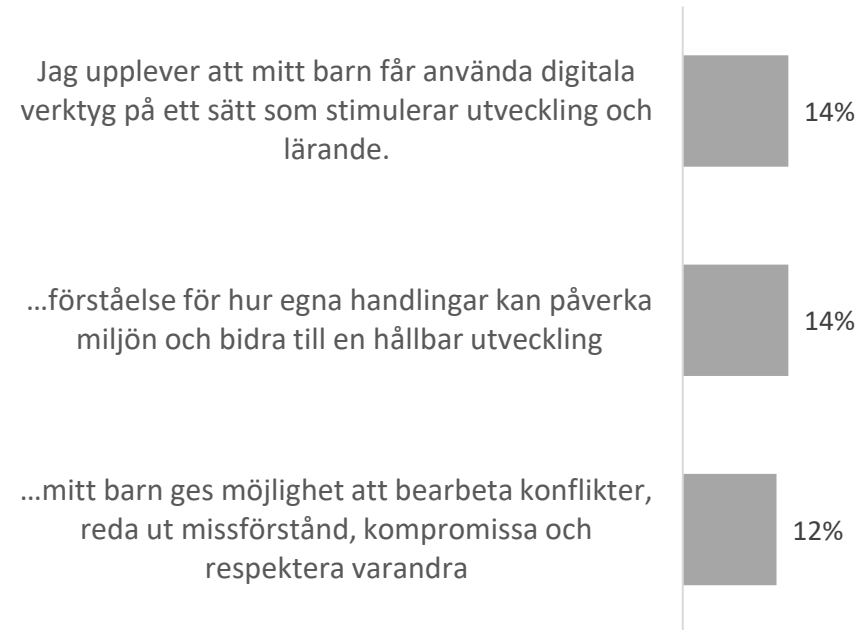 Jag upplever att mitt barn får använda digitala
verktyg på ett sätt som stimulerar utveckling och
lärande.
14%
…förståelse för hur egna handlingar kan påverka
miljön och bidra till en hållbar utveckling
14%
…mitt barn ges möjlighet att bearbeta konflikter,
reda ut missförstånd, kompromissa och
respektera varandra
12%